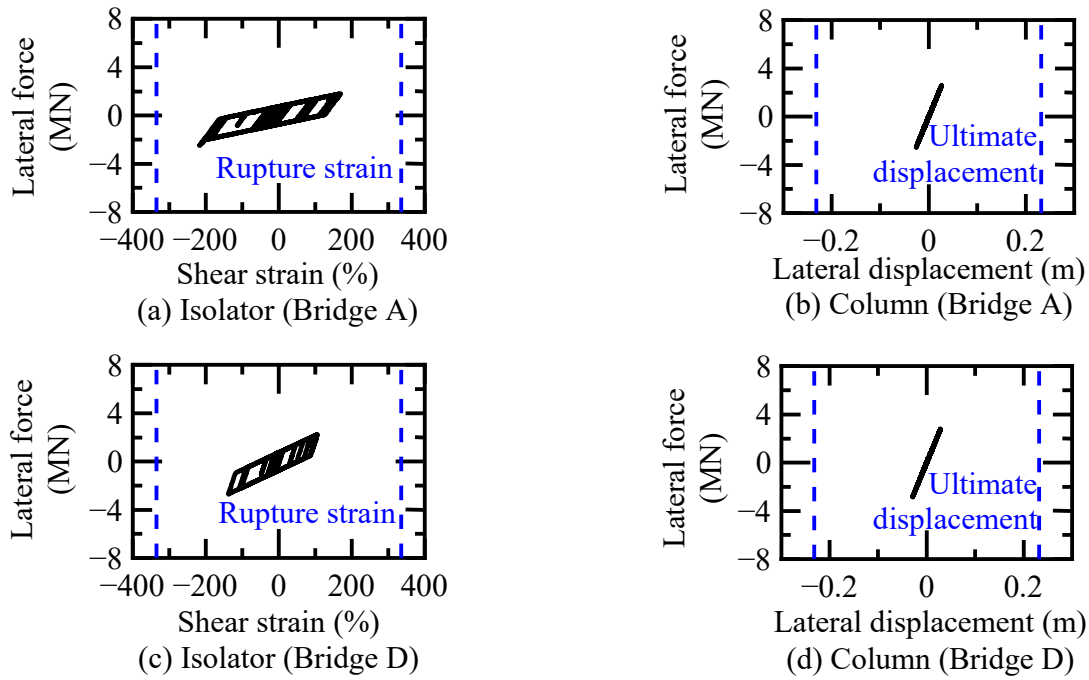 Lateral force
(MN)
8
4
0
−4
−8
Rupture strain
−400
−200
0
200
400
Shear strain (%)
(a) Isolator (Bridge A)
Lateral force
(MN)
8
4
0
−4
−8
Ultimate
displacement
−0.2
0
0.2
Lateral displacement (m)
(b) Column (Bridge A)
Lateral force
(MN)
8
4
0
−4
−8
Rupture strain
−400
−200
0
200
400
Shear strain (%)
(c) Isolator (Bridge D)
Lateral force
(MN)
8
4
0
−4
−8
Ultimate
displacement
−0.2
0
0.2
Lateral displacement (m)
(d) Column (Bridge D)